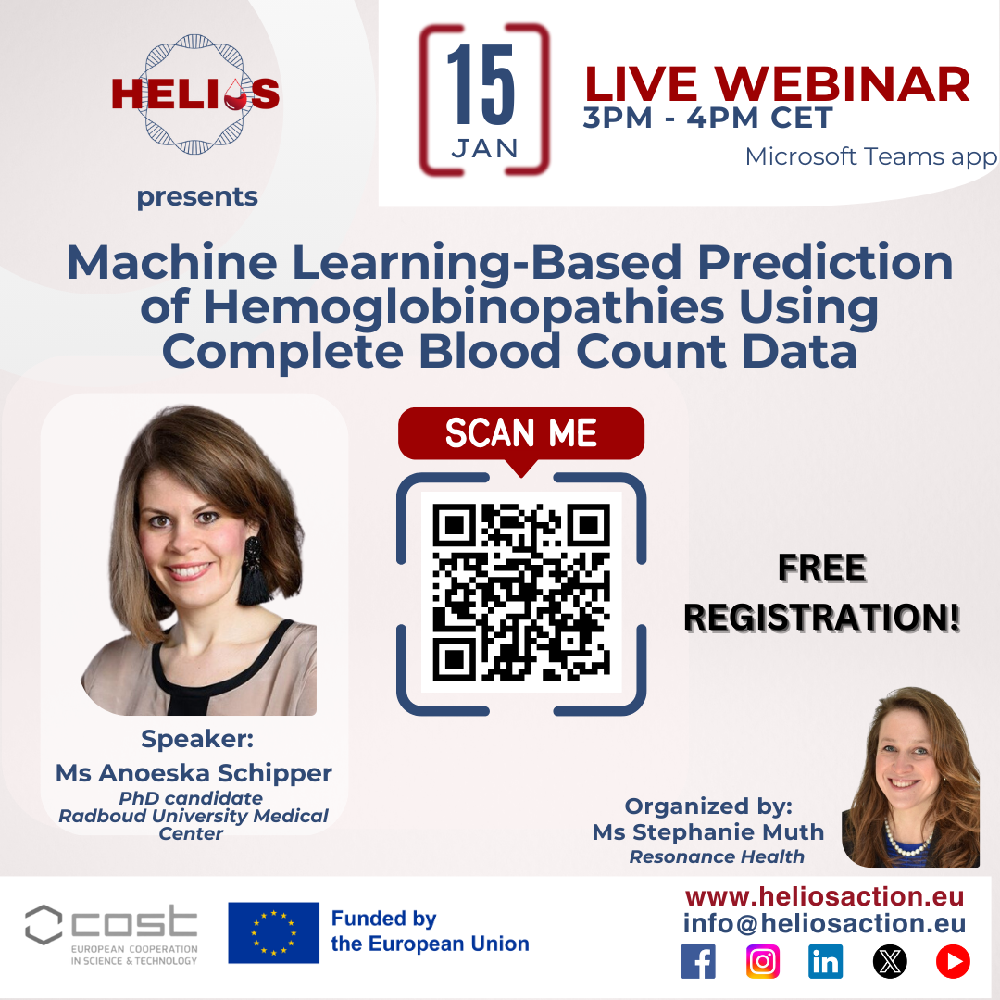 HELIOS
presents
15
JAN
LIVE WEBINAR
3PM - 4PM CET
Microsoft Teams app
Machine Learning-Based Prediction
of Hemoglobinopathies Using
Complete Blood Count Data
SCAN ME
FREE
REGISTRATION!
Speaker:
Ms Anoeska Schipper
PhD candidate
Radboud University Medical
Center
Organized by:
Ms Stephanie Muth
Resonance Health
cost
EUROPEAN COOPERATION
IN SCIENCE & TECHNOLOGY
Funded by
the European Union
www.heliosaction.eu
info@heliosaction.eu